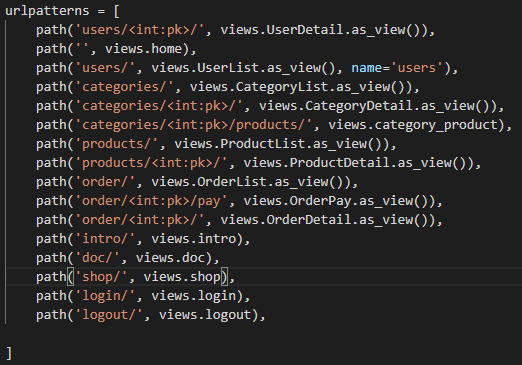 urlpatterns = [
    path('users/<int:pk>/', views.UserDetail.as_view()),
    path('', views.home),
    path('users/', views.UserList.as_view(), name='users'),
    path('categories/', views.CategoryList.as_view()),
    path('categories/<int:pk>/', views.CategoryDetail.as_view()),
    path('categories/<int:pk>/products/', views.category_product),
    path('products/', views.ProductList.as_view()),
    path('products/<int:pk>/', views.ProductDetail.as_view()),
    path('order/', views.OrderList.as_view()),
    path('order/<int:pk>/pay', views.OrderPay.as_view()),
    path('order/<int:pk>/', views.OrderDetail.as_view()),
    path('intro/', views.intro),
    path('doc/', views.doc),
    path('shop/', views.shop),
    path('login/', views.login),
    path('logout/', views.logout),
]